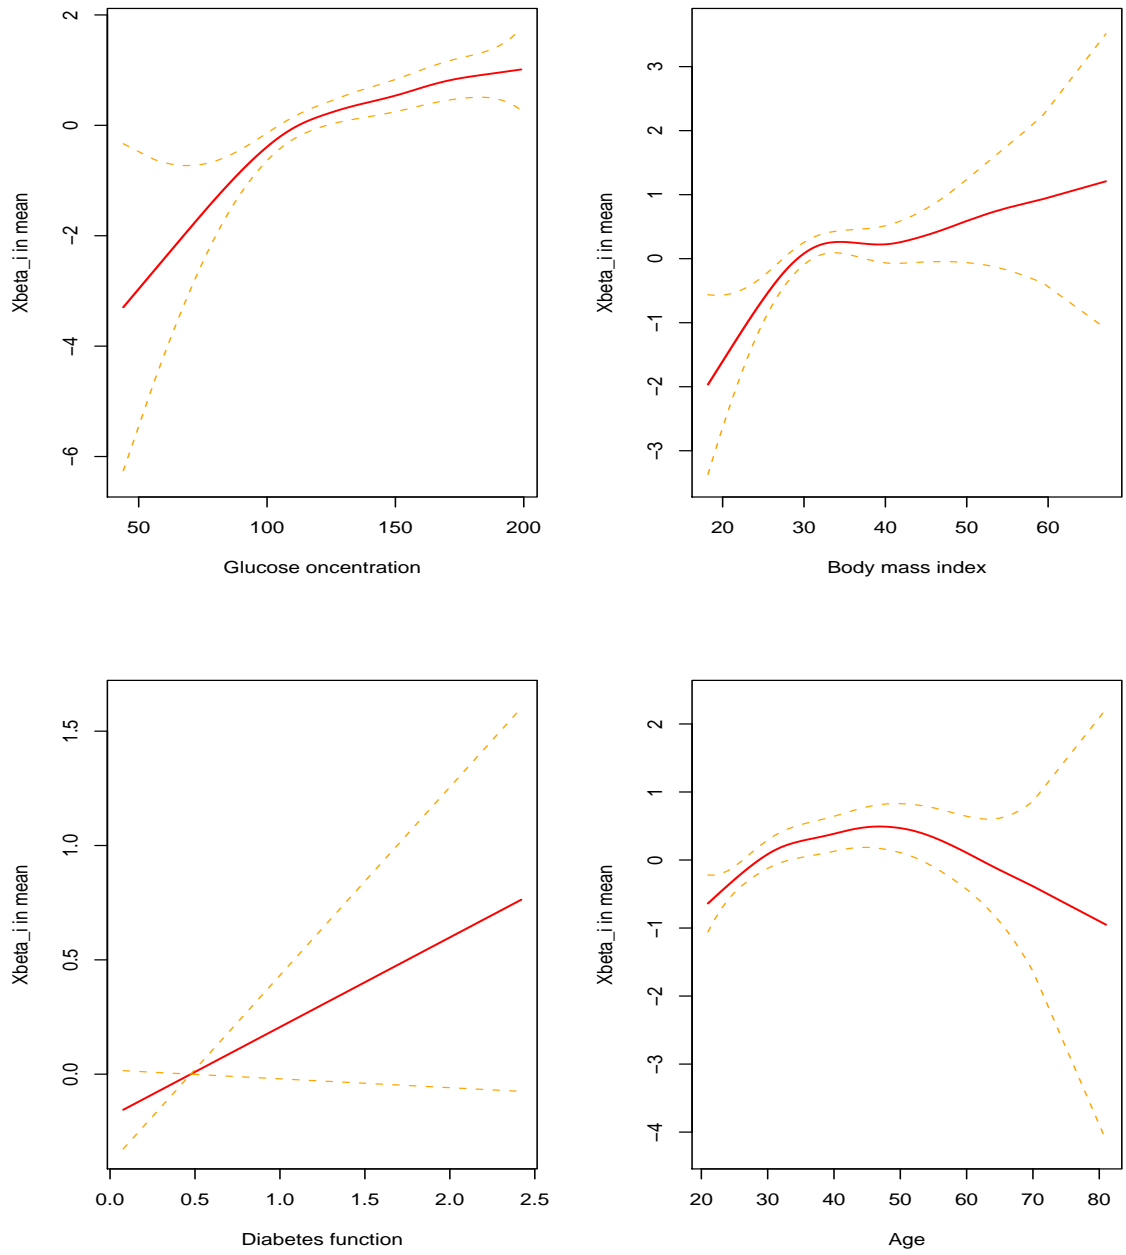 2
0
−2
−4
−6
Xbeta_i in mean
50 100 150 200
Glucose oncentration
3
2
1
0
−1
−2
−3
Xbeta_i in mean
20 30 40 50 60
Body mass index
1.5
1.0
0.5
0.0
Xbeta_i in mean
0.0 0.5 1.0 1.5 2.0 2.5
Diabetes function
2
1
0
−1
−2
−3
−4
Xbeta_i in mean
20 30 40 50 60 70 80
Age